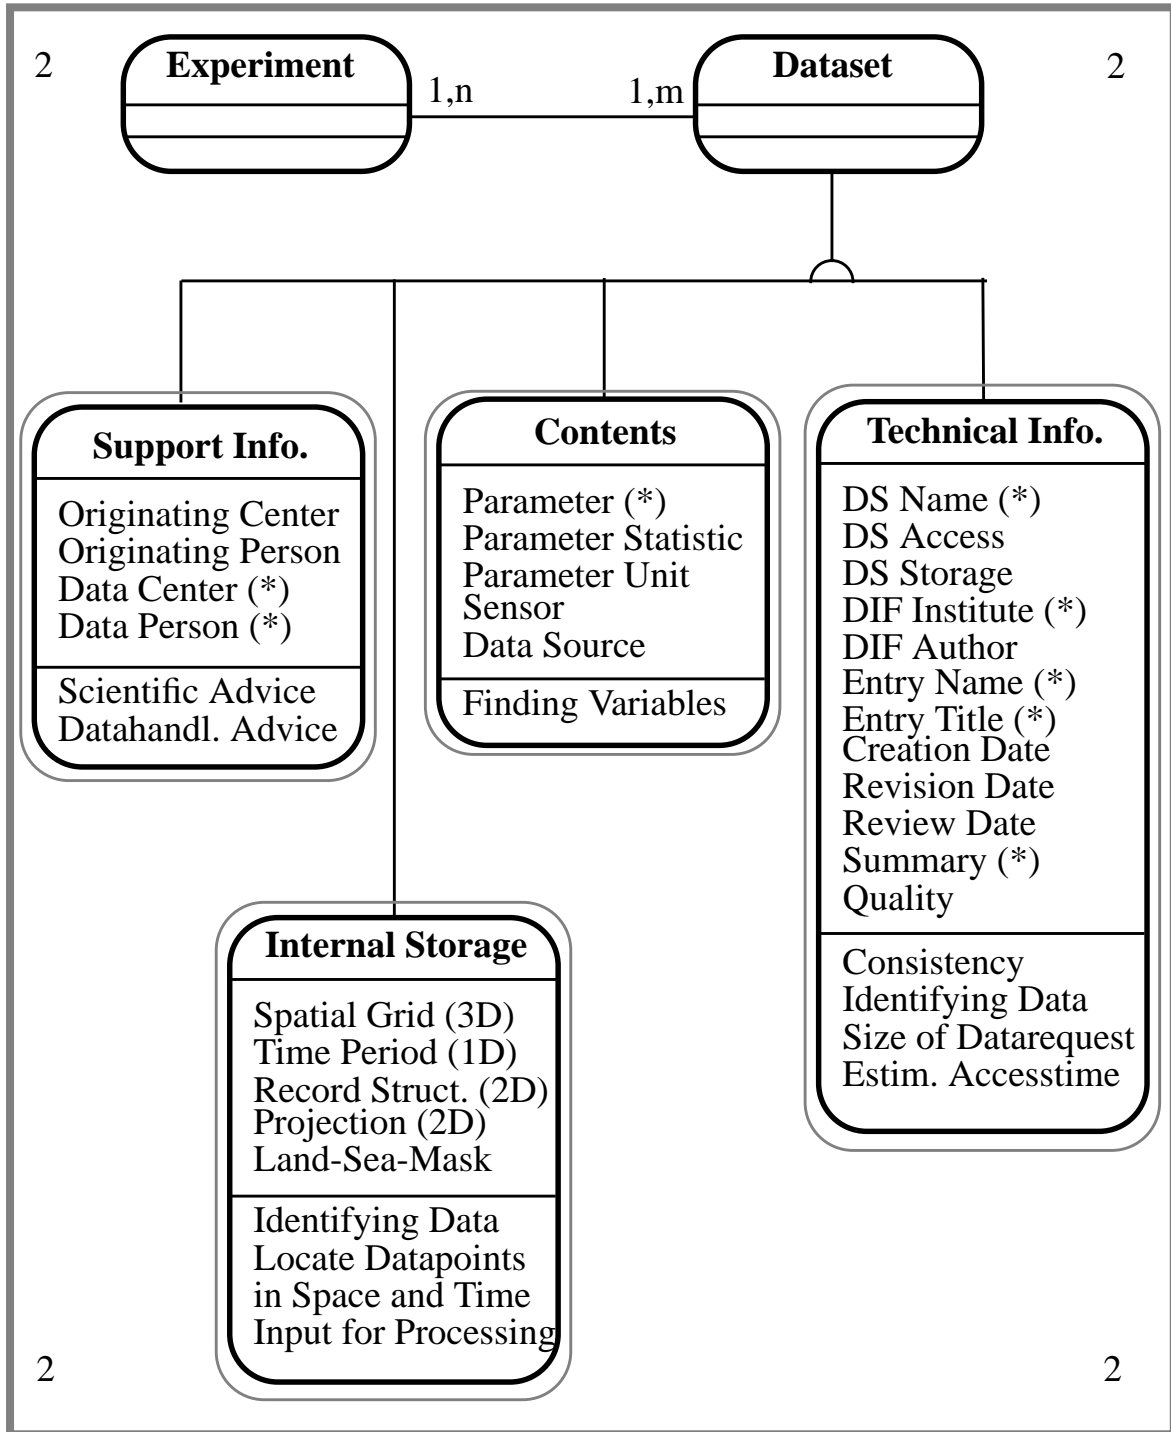 2
Experiment
Dataset
2
1,n
1,m
Support Info.
Originating Center
Originating Person
Data Center (*)
Data Person (*)
Scientific Advice
Datahandl. Advice
Contents
Parameter (*)
Parameter Statistic
Parameter Unit
Sensor
Data Source
Finding Variables
Technical Info.
DS Name (*)
DS Access
DS Storage
DIF Institute (*)
DIF Author
Entry Name (*)
Entry Title (*)
Creation Date
Revision Date
Review Date
Summary (*)
Quality
Consistency
Identifying Data
Size of Datarequest
Estim. Accesstime
Internal Storage
Spatial Grid (3D)
Time Period (1D)
Record Struct. (2D)
Projection (2D)
Land-Sea-Mask
Identifying Data
Locate Datapoints
in Space and Time
Input for Processing
2
2